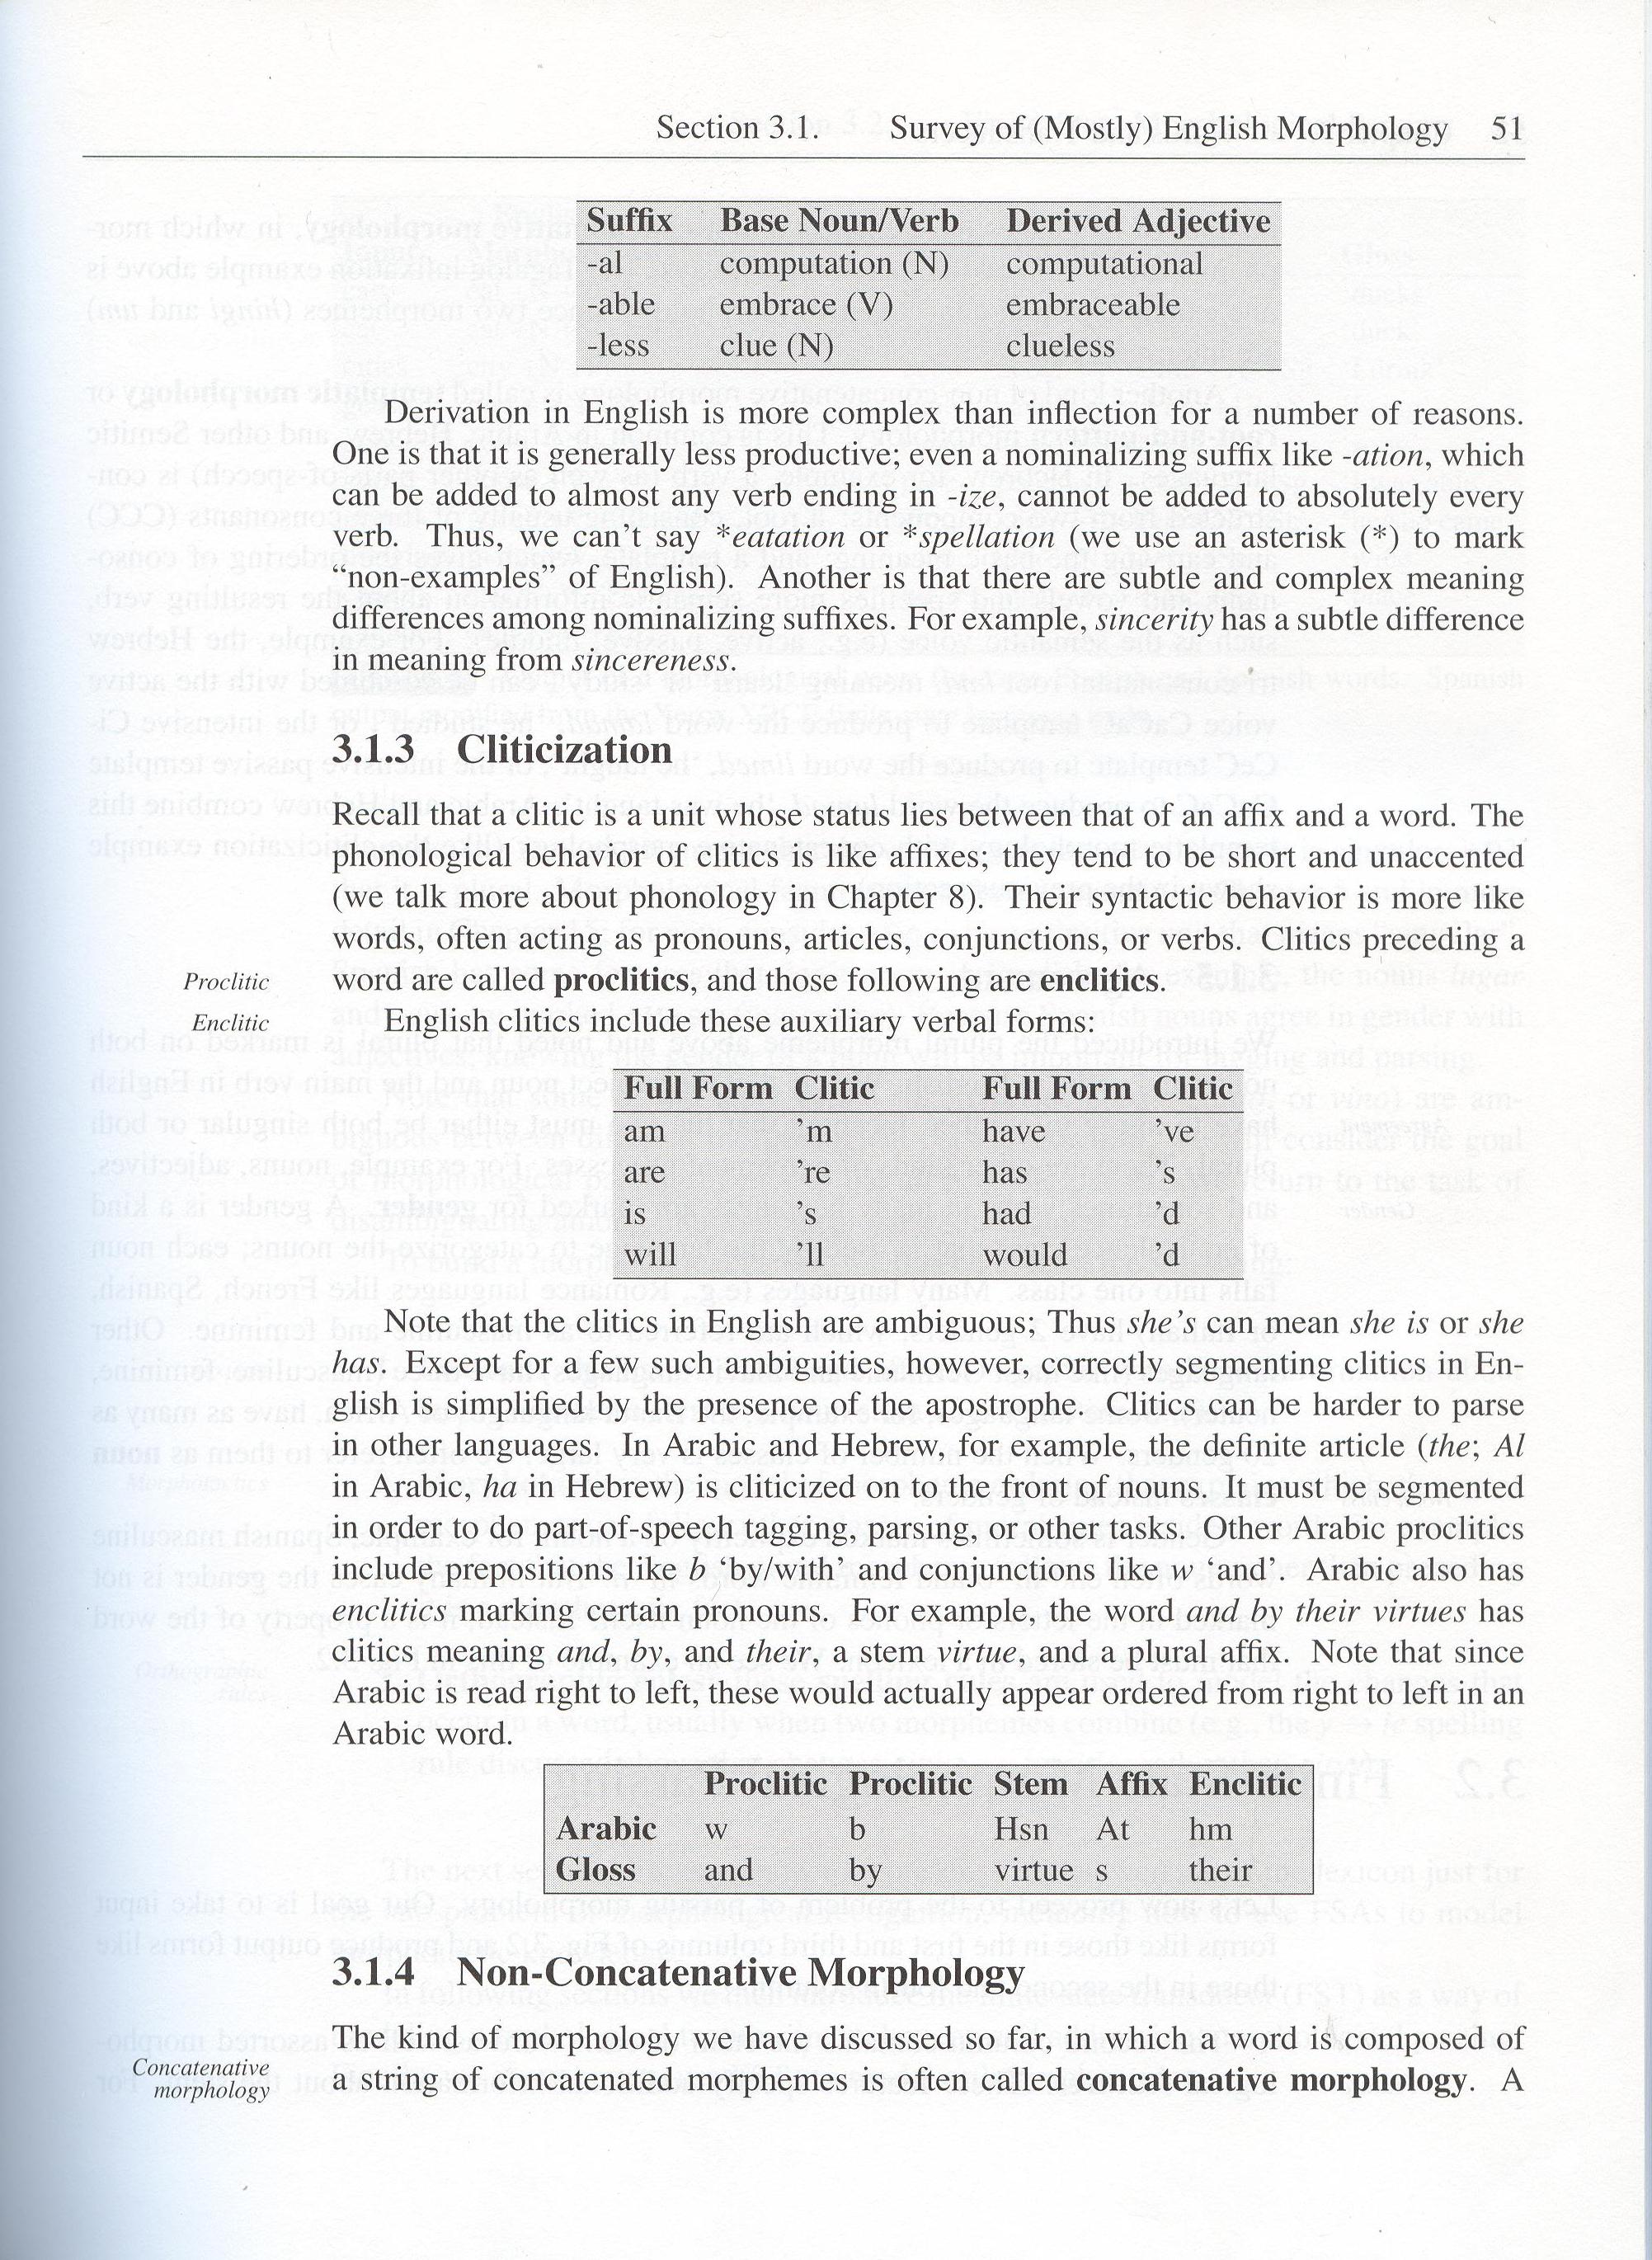 Section 3.1. Survey of (Mostly) English Morphology 51
Suffix Base Noun/Verb Derived Adjective
-al computation (N) computational
-able embrace (V) embraceable
-less clue (N) clueless
Derivation in English is more complex than inflection for a number of reasons.
One is that it is generally less productive; even a nominalizing suffix like -ation, which
can be added to almost any verb ending in -ize, cannot be added to absolutely every
verb. Thus, we can't say *eatation or *spellation (we use an asterisk (*) to mark
“non-examples” of English). Another is that there are subtle and complex meaning
differences among nominalizing suffixes. For example, sincerity has a subtle difference
in meaning from sincereness.
3.1.3 Cliticization
Recall that a clitic is a unit whose status lies between that of an affix and a word. The
phonological behavior of clitics is like affixes; they tend to be short and unaccented
(we talk more about phonology in Chapter 8). Their syntactic behavior is more like
words, often acting as pronouns, articles, conjunctions, or verbs. Clitics preceding a
Proclitic word are called proclitics, and those following are enclitics.
Enclitic English clitics include these auxiliary verbal forms:
Full Form Clitic Full Form Clitic
am ’m have ’ve
are ’re has ’s
is ’s had ’d
will ’ll would ’d
Note that the clitics in English are ambiguous; Thus she’s can mean she is or she
has. Except for a few such ambiguities, however, correctly segmenting clitics in En-
glish is simplified by the presence of the apostrophe. Clitics can be harder to parse
in other languages. In Arabic and Hebrew, for example, the definite article (the; Al
in Arabic, ha in Hebrew) is cliticized on to the front of nouns. It must be segmented
in order to do part-of-speech tagging, parsing, or other tasks. Other Arabic proclitics
include prepositions like b ‘by/with’ and conjunctions like w ‘and’. Arabic also has
enclitics marking certain pronouns. For example, the word and by their virtues has
clitics meaning and, by, and their, a stem virtue, and a plural affix. Note that since
Arabic is read right to left, these would actually appear ordered from right to left in an
Arabic word.
Proclitic Proclitic Stem Affix Enclitic
Arabic w b Hsn At hm
Gloss and by virtue s their
3.1.4 Non-Concatenative Morphology
The kind of morphology we have discussed so far, in which a word is composed of
Concatenative morphology a string of concatenated morphemes is often called concatenative morphology. A